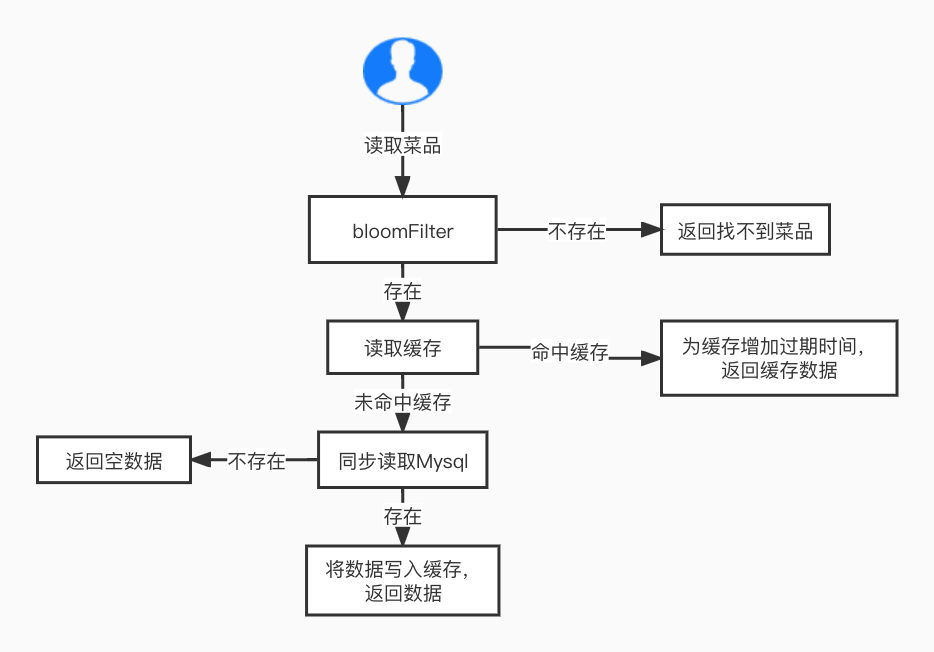 读取菜品
bloomFilter
不存在
返回找不到菜品
存在
读取缓存
命中缓存
为缓存增加过期时间，
返回缓存数据
未命中缓存
返回空数据
不存在
同步读取Mysql
存在
将数据写入缓存，
返回数据